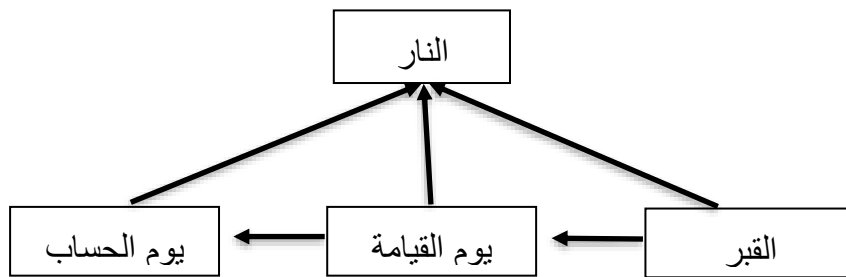 النار
القبر
يوم القيامة
يوم الحساب